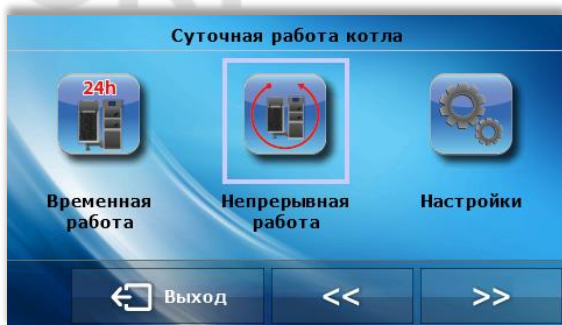 Суточная работа котла
24h
Временная
работа
Непрерывная
работа
Настройки
Выход
<<
>>